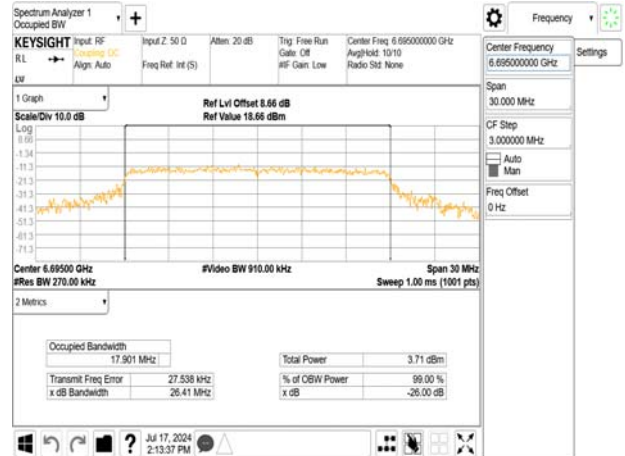 Spectrum Analyzer 1
Occupied BW
Frequency
KEYSIGHT
Input: RF
Coupling: DC
Align: Auto
Input Z: 50 Ω
Freq Ref: Int (S)
Atten: 20 dB
Trig: Free Run
Gate: Off
#IF Gain: Low
Center Freq: 6.695000000 GHz
Avg|Hold: 10/10
Radio Std: None
RL
Center Frequency
6.695000000 GHz
Settings
Span
30.000 MHz
CF Step
3.000000 MHz
Auto
Man
Freq Offset
0 Hz
1 Graph
Scale/Div 10.0 dB
Ref Lvl Offset 8.66 dB
Ref Value 18.66 dBm
Log
8.66
-1.34
-11.3
-21.3
-31.3
-41.3
-51.3
-61.3
-71.3
Center 6.69500 GHz
#Video BW 910.00 kHz
Span 30 MHz
#Res BW 270.00 kHz
Sweep 1.00 ms (1001 pts)
2 Metrics
Occupied Bandwidth
17.901 MHz
Total Power
3.71 dBm
Transmit Freq Error
27.538 kHz
% of OBW Power
99.00 %
x dB Bandwidth
26.41 MHz
x dB
-26.00 dB
?
Jul 17, 2024
2:13:37 PM